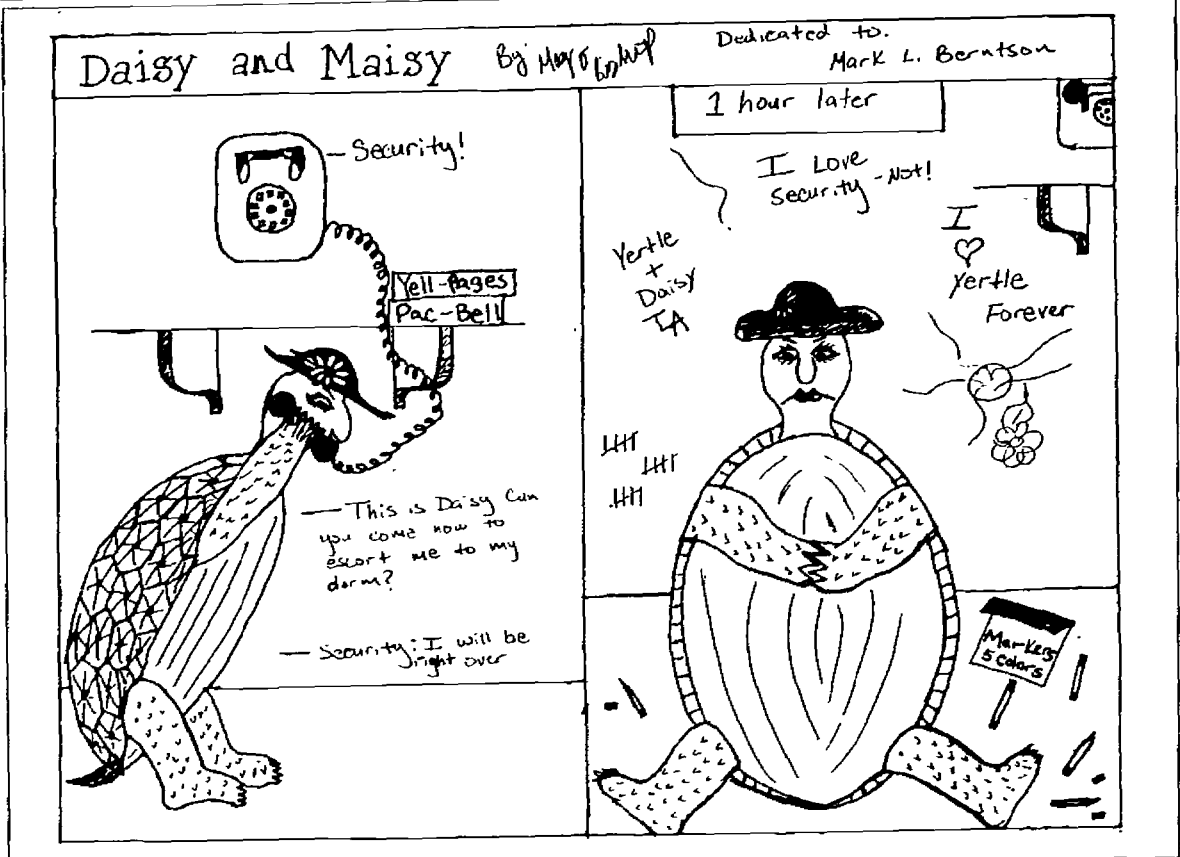 Daisy and Maisy
By
Dedicated to.
Mark L. Berntson
Security!
Yell-Pages
Pac-Bell
This is Daisy Can
you come now to
escort me to my
dorm?
Security: I will be
right over
1 hour later
I Love
Security - Not!
Yertle
+
Daisy
I
♡
Yertle
Forever
Markers
5 colors